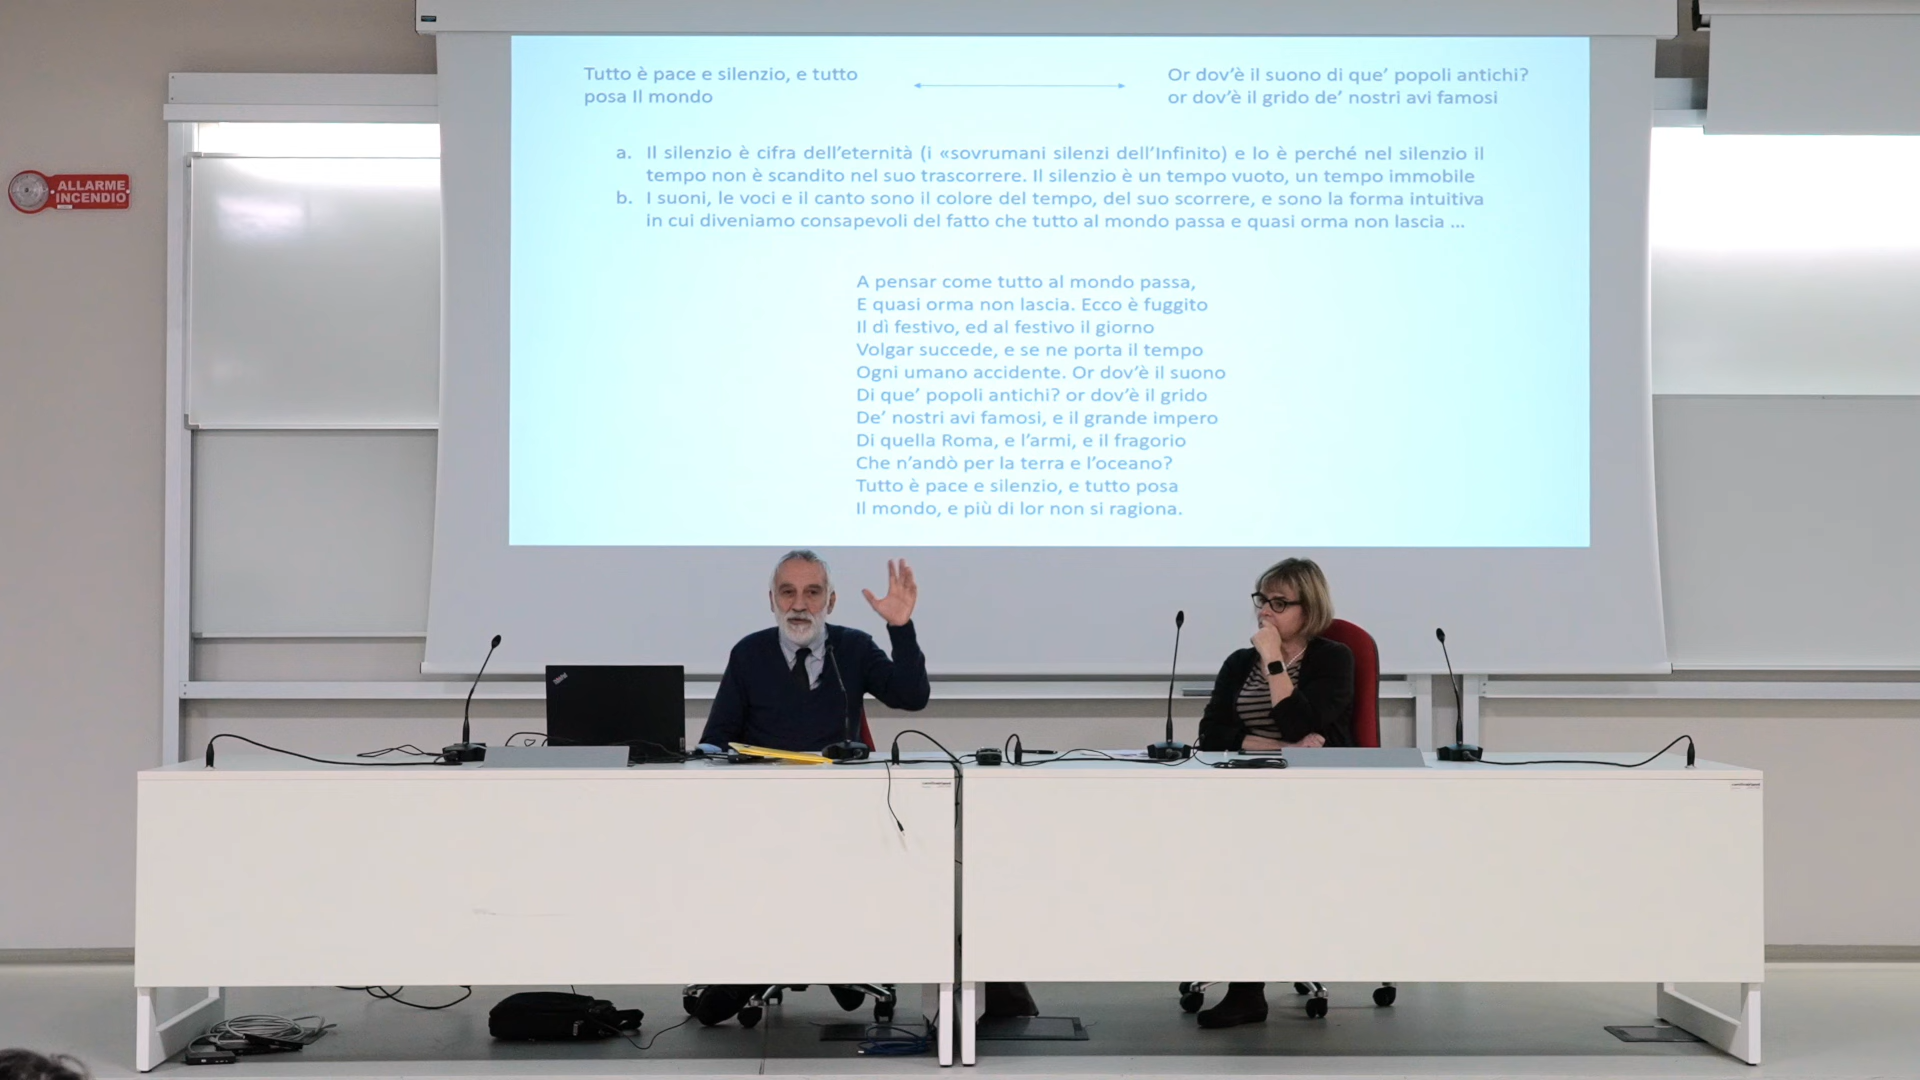 Tutto è pace e silenzio, e tutto
posa Il mondo
Or dov'è il suono di que' popoli antichi?
or dov'è il grido de' nostri avi famosi
a. Il silenzio è cifra dell'eternità (i «sovrumani silenzi dell'Infinito) e lo è perché nel silenzio il
tempo non è scandito nel suo trascorrere. Il silenzio è un tempo vuoto, un tempo immobile
b. I suoni, le voci e il canto sono il colore del tempo, del suo scorrere, e sono la forma intuitiva
in cui diveniamo consapevoli del fatto che tutto al mondo passa e quasi orma non lascia ...
A pensar come tutto al mondo passa,
E quasi orma non lascia. Ecco è fuggito
Il dì festivo, ed al festivo il giorno
Volgar succede, e se ne porta il tempo
Ogni umano accidente. Or dov'è il suono
Di que' popoli antichi? or dov'è il grido
De' nostri avi famosi, e il grande impero
Di quella Roma, e l'armi, e il fragorio
Che n'andò per la terra e l'oceano?
Tutto è pace e silenzio, e tutto posa
Il mondo, e più di lor non si ragiona.
ALLARME
INCENDIO